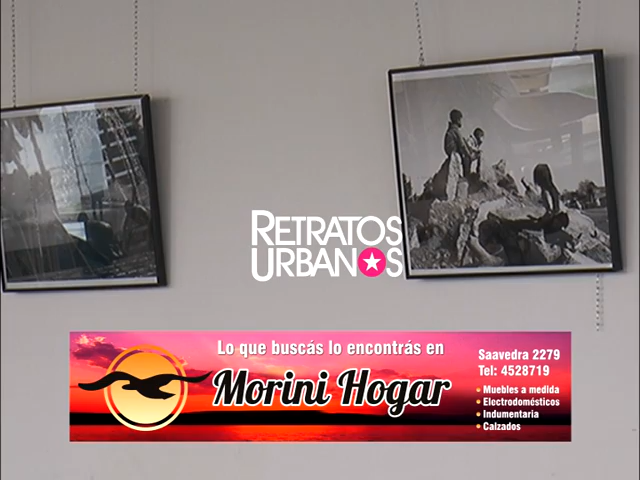 RETRATOS
URBANOS
Lo que buscás lo encontrás en
Morini Hogar
Saavedra 2279
Tel: 4528719
• Muebles a medida
• Electrodomésticos
• Indumentaria
• Calzados